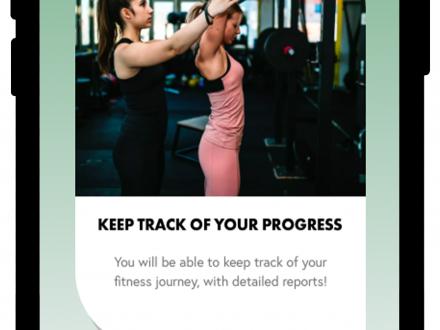 KEEP TRACK OF YOUR PROGRESS
You will be able to keep track of your
fitness journey, with detailed reports!